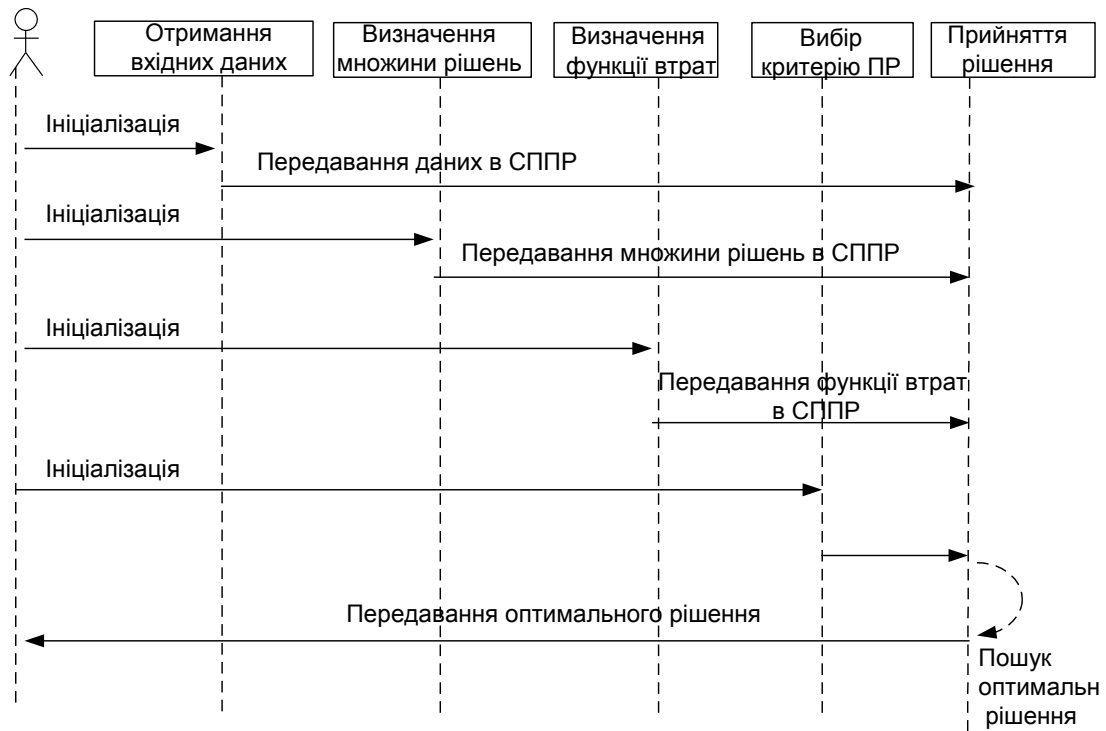 Отримання
вхідних даних
Визначення
множини рішень
Визначення
функції втрат
Вибір
критерію ПР
Прийняття
рішення
Ініціалізація
Передавання даних в СППР
Ініціалізація
Передавання множини рішень в СППР
Ініціалізація
Передавання функції втрат
в СППР
Ініціалізація
Передавання оптимального рішення
Пошук
оптимальн
рішення